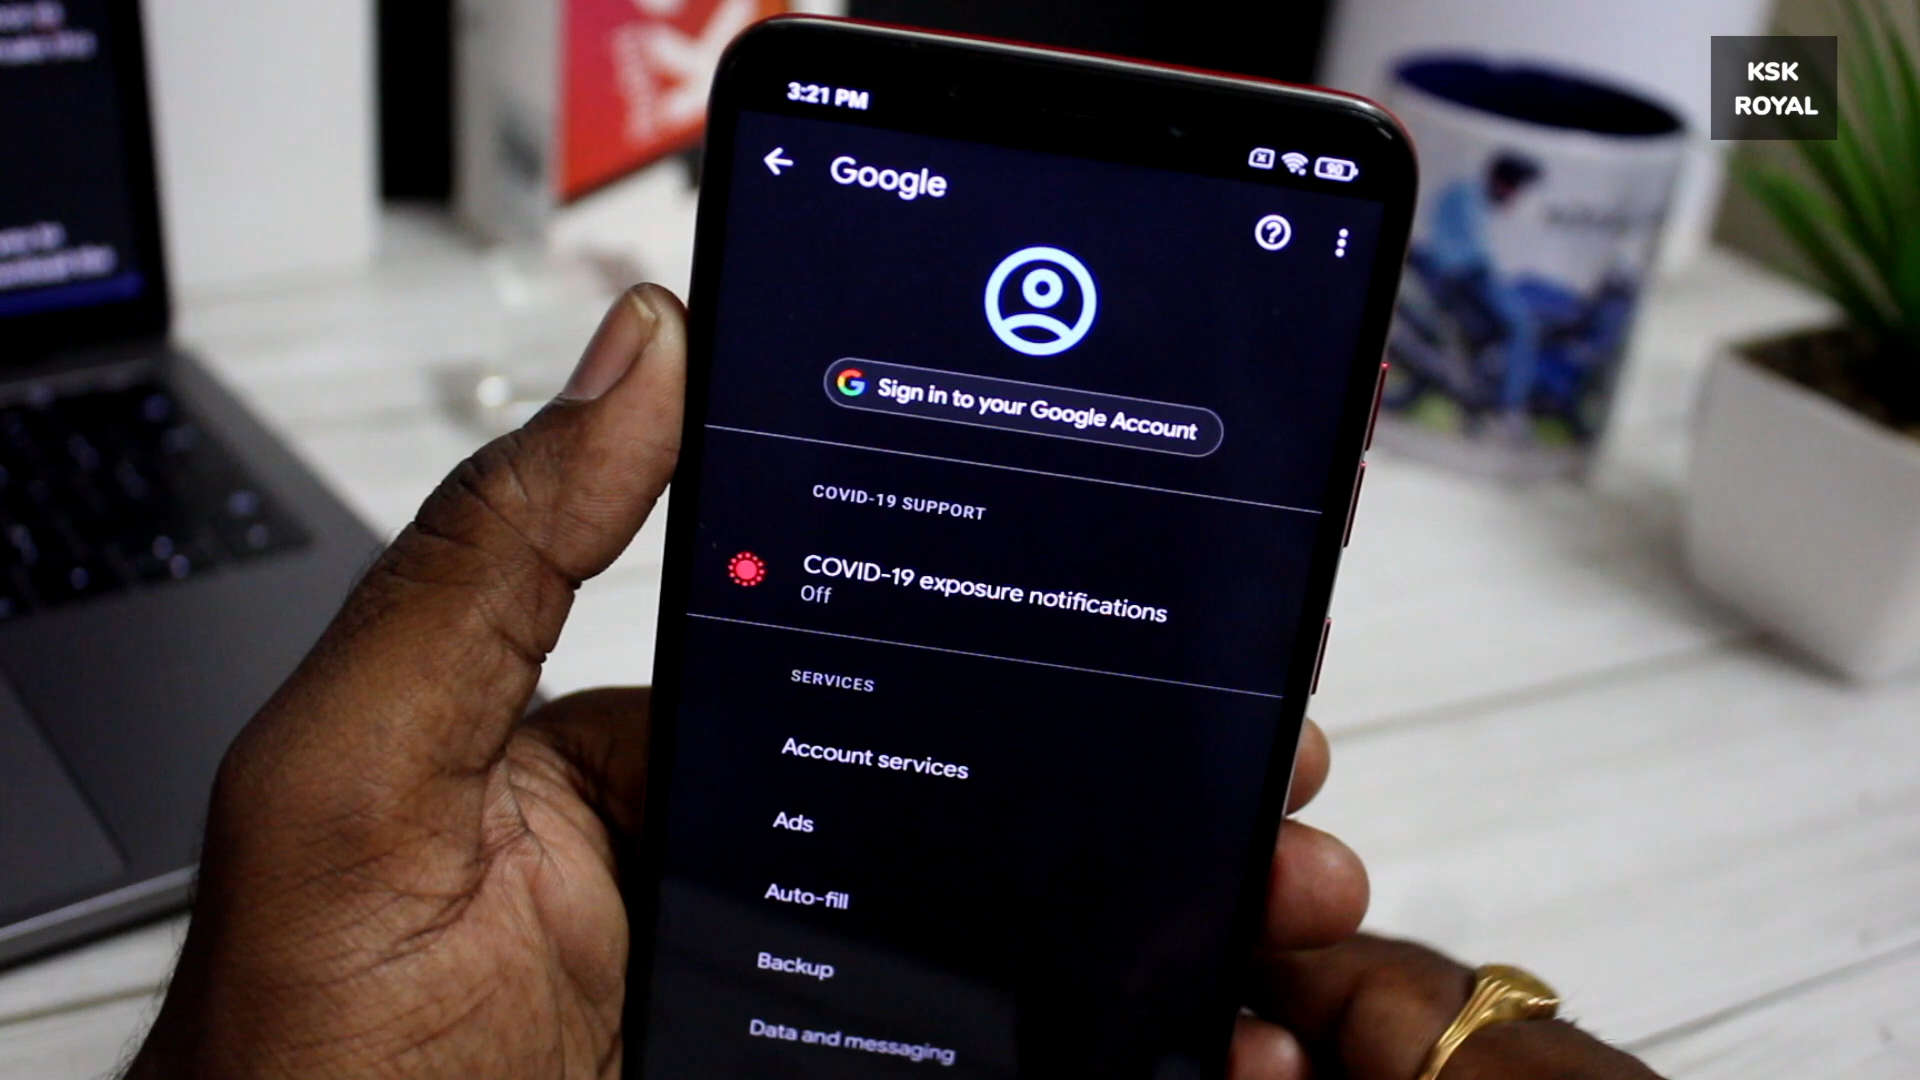 KSK
ROYAL
3:21 PM
90
Google
Sign in to your Google Account
COVID-19 SUPPORT
COVID-19 exposure notifications
Off
SERVICES
Account services
Ads
Auto-fill
Backup
Data and messaging